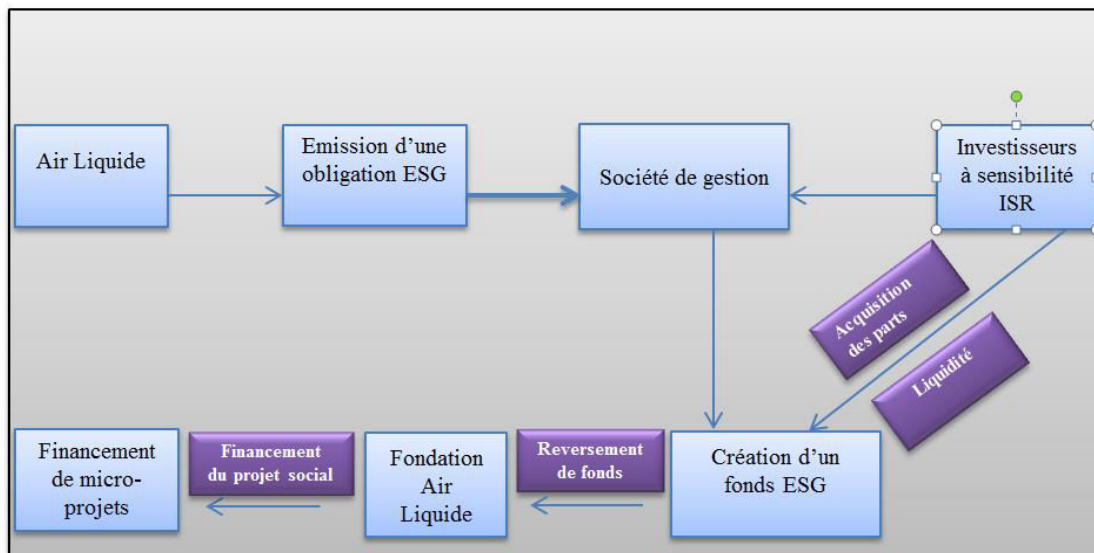 Air Liquide
Emission d’une
obligation ESG
Société de gestion
Investisseurs
à sensibilité
ISR
Acquisition
des parts
Liquidité
Financement
de micro-
projets
Financement
du projet social
Fondation
Air
Liquide
Reversement
de fonds
Création d’un
fonds ESG